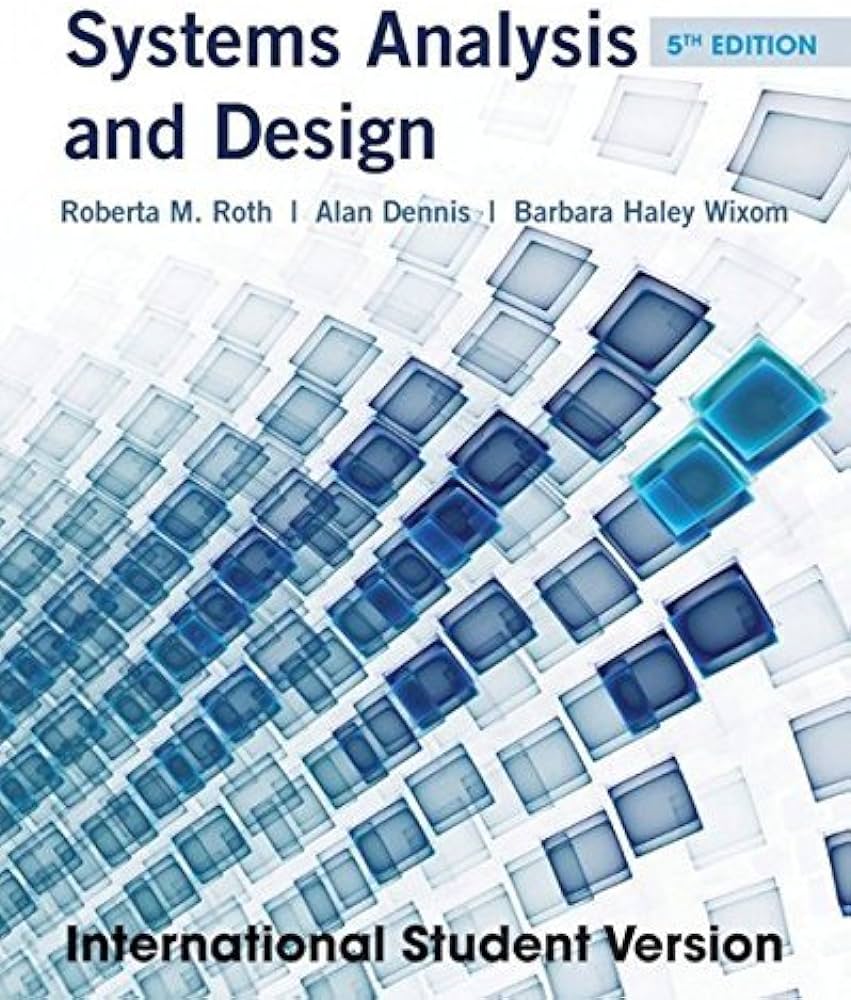 Systems Analysis
5TH EDITION
and Design
Roberta M. Roth | Alan Dennis | Barbara Haley Wixom
International Student Version